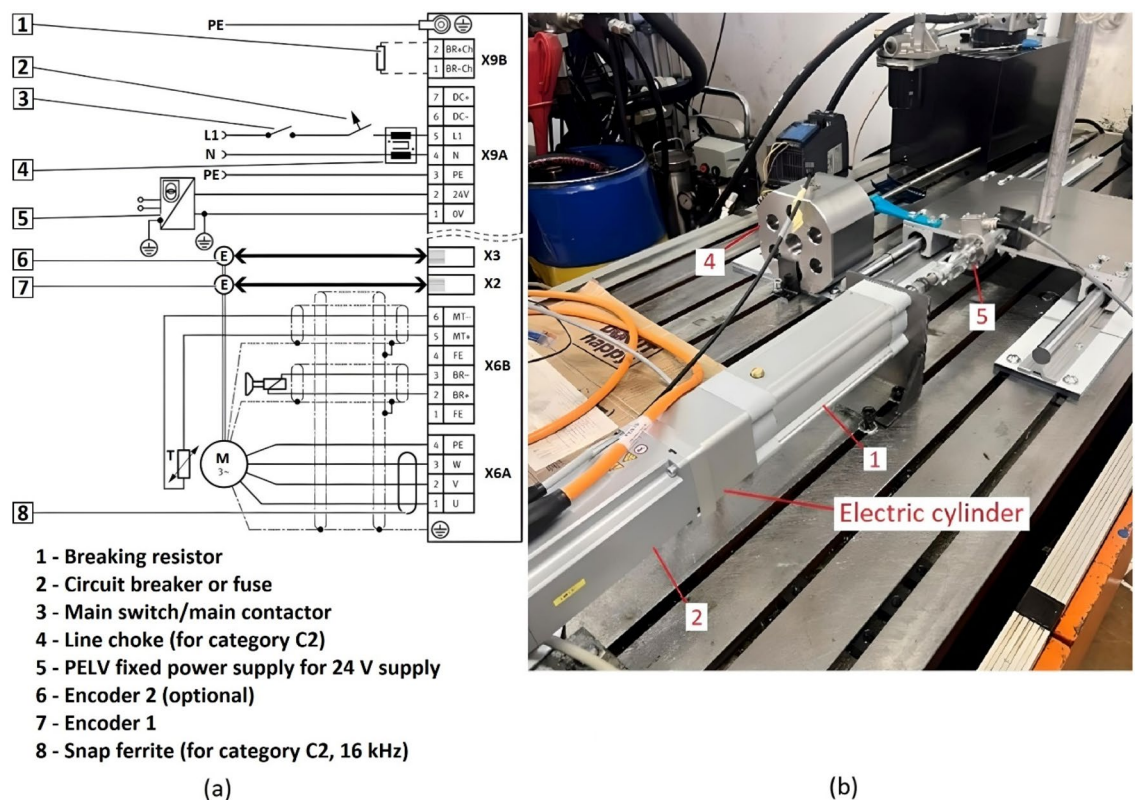 1
PE
2 BR+Ch
1 BR-Ch
X9B
2
3
7 DC+
6 DC-
L1
5 L1
N
4 N
X9A
4
PE
3 PE
2 24V
5
1 0V
6
E
X3
7
E
X2
6 MT-
5 MT+
4 FE
X6B
3 BR-
2 BR+
1 FE
T
M
3~
4 PE
3 W
X6A
2 V
1 U
8
1 - Breaking resistor
2 - Circuit breaker or fuse
3 - Main switch/main contactor
4 - Line choke (for category C2)
5 - PELV fixed power supply for 24 V supply
6 - Encoder 2 (optional)
7 - Encoder 1
8 - Snap ferrite (for category C2, 16 kHz)
(a)
4
5
1
Electric cylinder
2
(b)